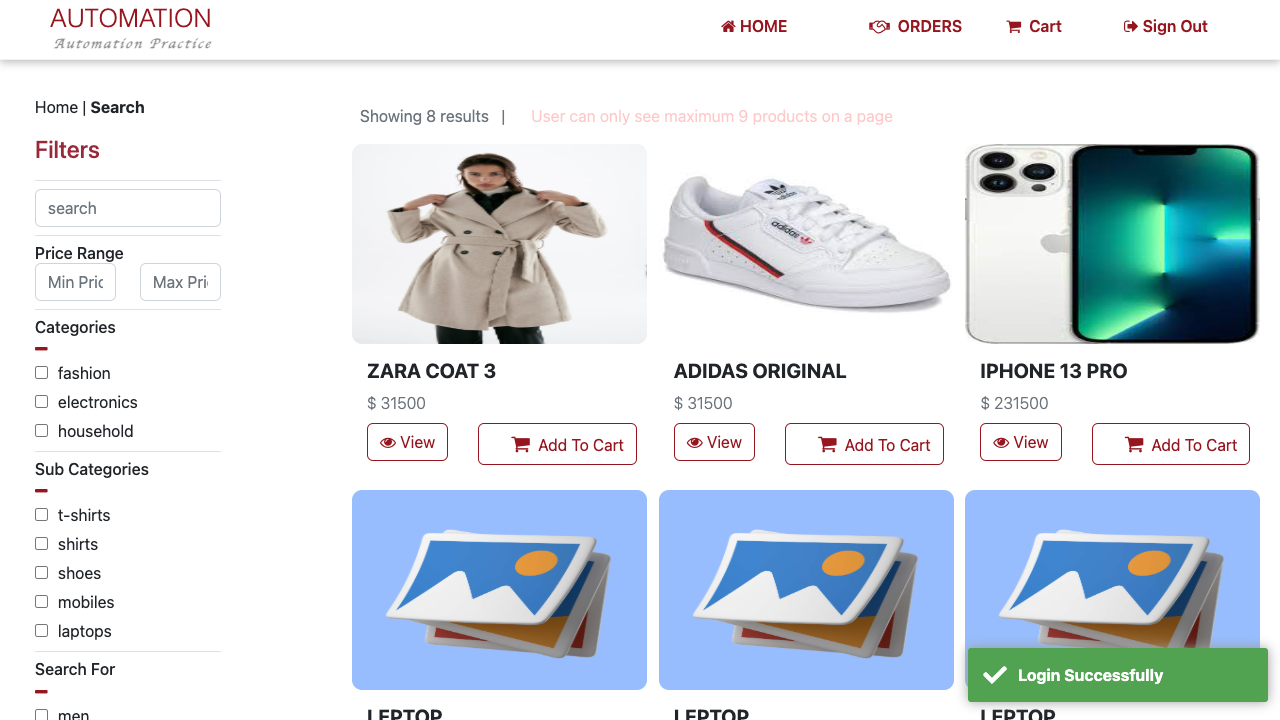 AUTOMATION
Automation Practice
HOME
ORDERS
Cart
Sign Out
Home | Search
Filters
search
Price Range
Min Pric
Max Pri
Categories
fashion
electronics
household
Sub Categories
t-shirts
shirts
shoes
mobiles
laptops
Search For
men
Showing 8 results |
User can only see maximum 9 products on a page
ZARA COAT 3
$ 31500
View
Add To Cart
adidas
ADIDAS ORIGINAL
$ 31500
View
Add To Cart
IPHONE 13 PRO
$ 231500
View
Add To Cart
LEPTOP
LEPTOP
LEPTOP
Login Successfully